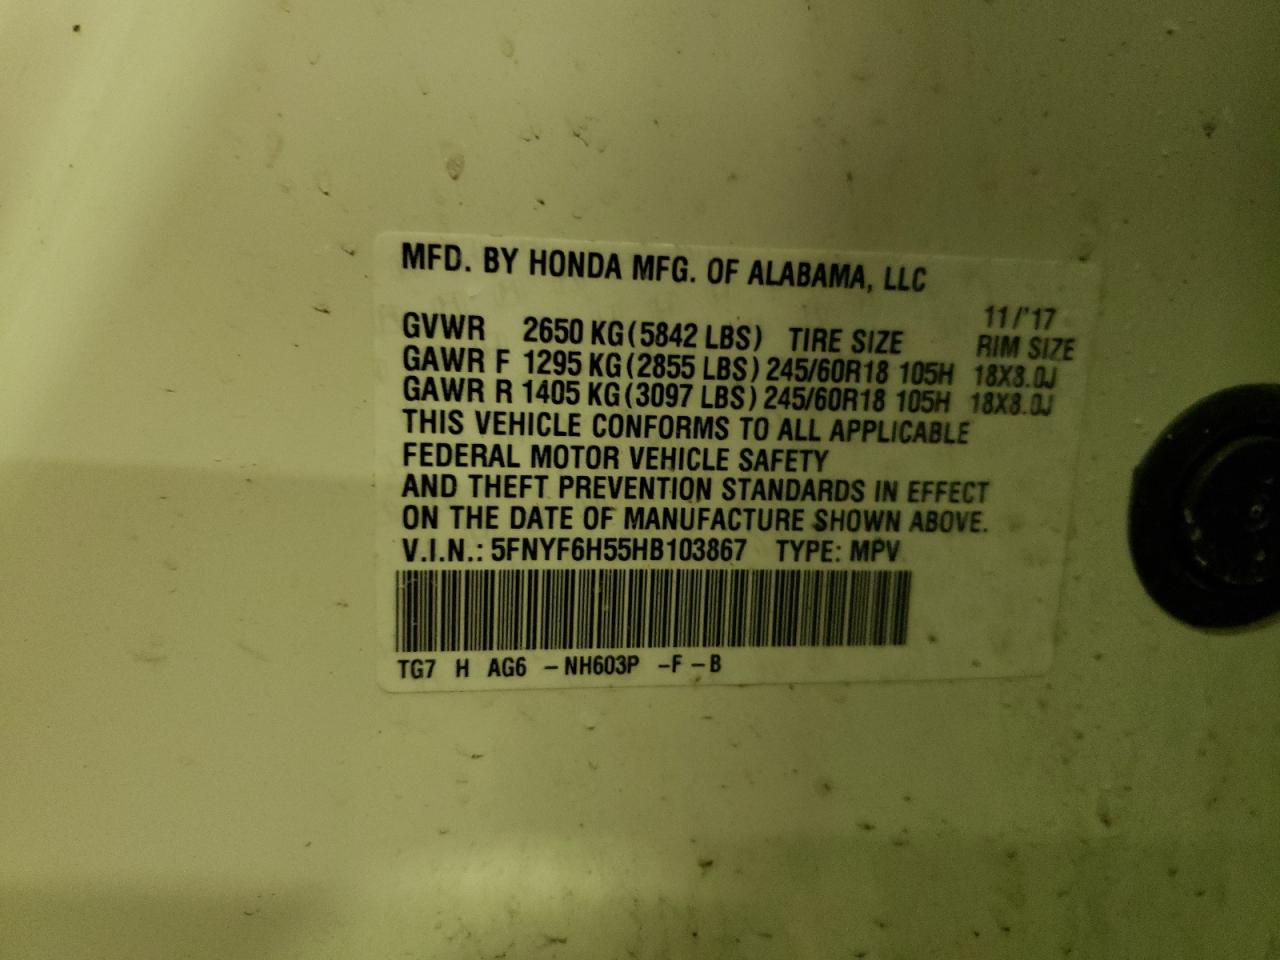 MFD. BY HONDA MFG. OF ALABAMA, LLC
11/'17
GVWR 2650 KG(5842 LBS) TIRE SIZE RIM SIZE
GAWR F 1295 KG(2855 LBS) 245/60R18 105H 18X8.0J
GAWR R 1405 KG(3097 LBS) 245/60R18 105H 18X8.0J
THIS VEHICLE CONFORMS TO ALL APPLICABLE
FEDERAL MOTOR VEHICLE SAFETY
AND THEFT PREVENTION STANDARDS IN EFFECT
ON THE DATE OF MANUFACTURE SHOWN ABOVE.
V.I.N.: 5FNYF6H55HB103867 TYPE: MPV
TG7 H AG6 -NH603P -F -B